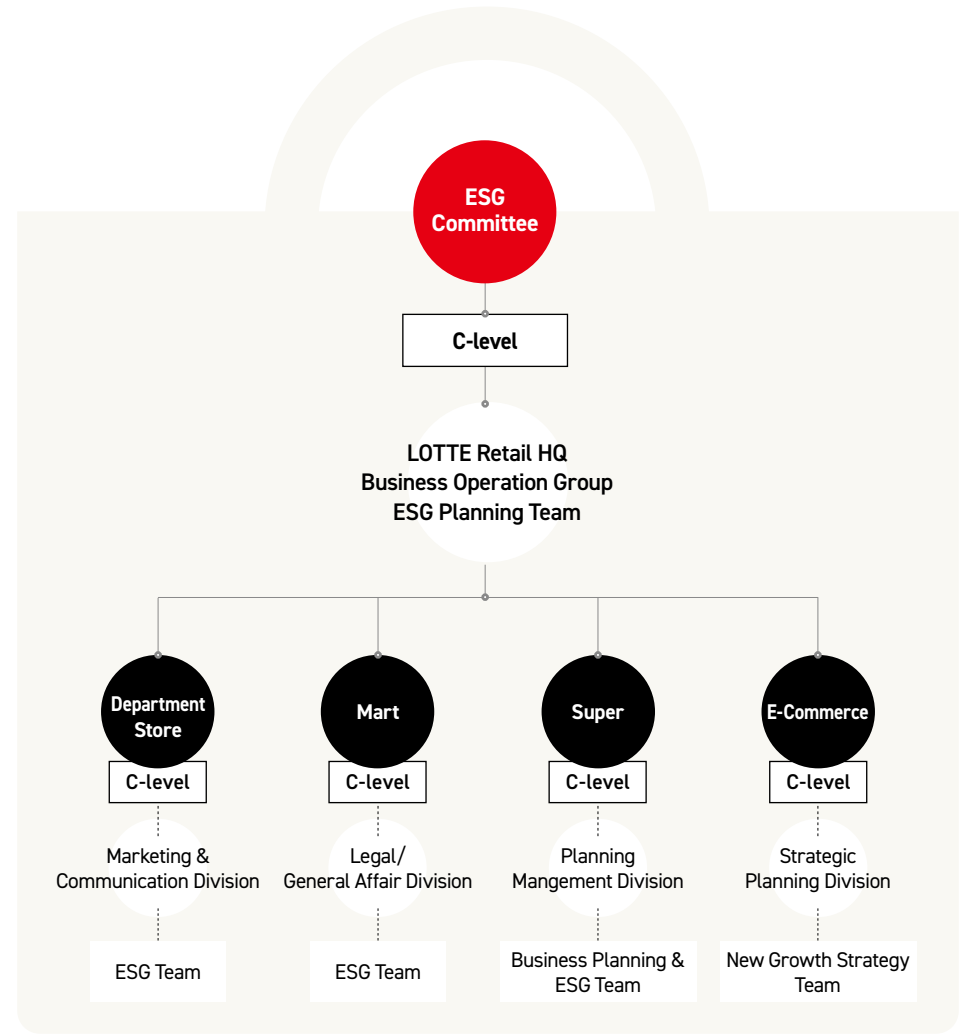 ESG
Committee
C-level
LOTTE Retail HQ
Business Operation Group
ESG Planning Team
Department
Store
C-level
Marketing &
Communication Division
ESG Team
Mart
C-level
Legal/
General Affair Division
ESG Team
Super
C-level
Planning
Mangement Division
Business Planning &
ESG Team
E-Commerce
C-level
Strategic
Planning Division
New Growth Strategy
Team